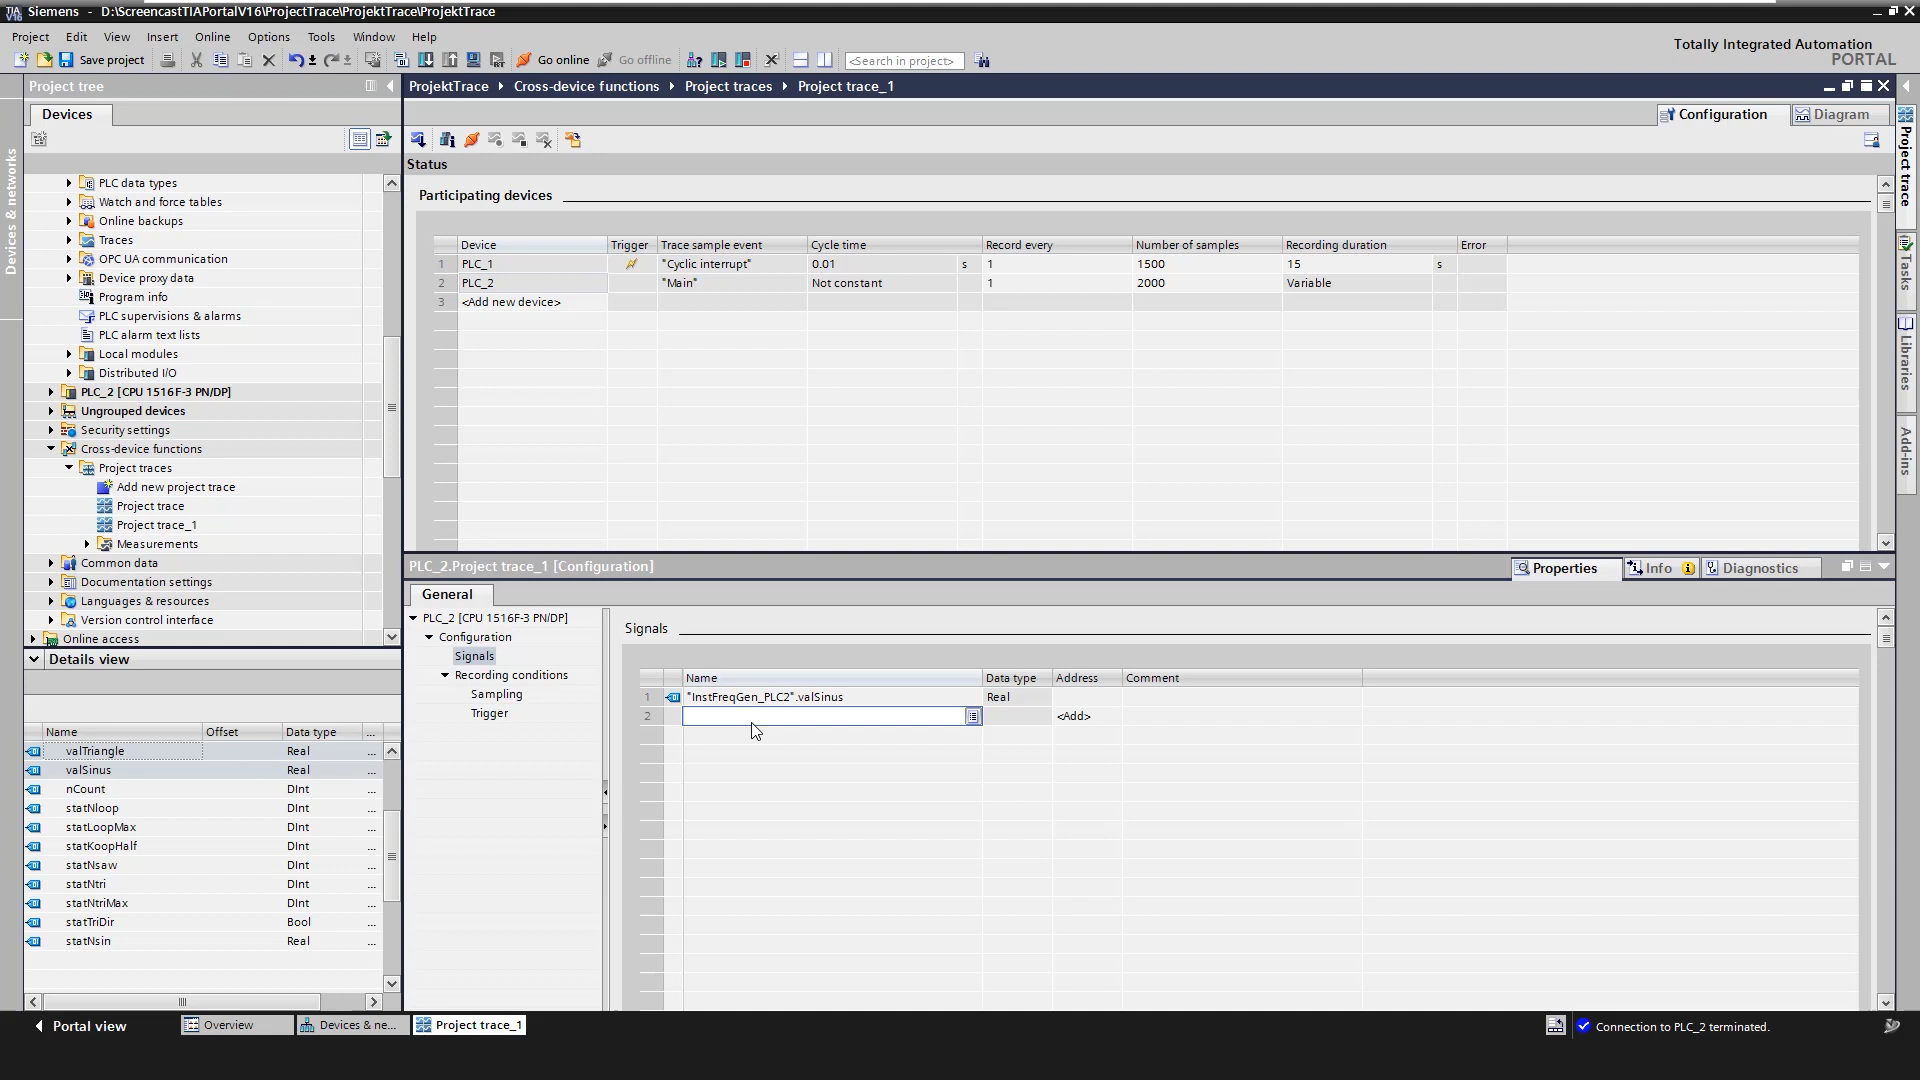 Siemens - D:\ScreencastTIAPortalV16\ProjectTrace\ProjektTrace\ProjektTrace
Project Edit View Insert Online Options Tools Window Help
Totally Integrated Automation
PORTAL
Save project Go online Go offline <Search in project>
Project tree
ProjektTrace Cross-device functions Project traces Project trace_1
Devices
Configuration Diagram
Devices & networks
Project trace
Tasks
Libraries
Add-ins
PLC data types
Watch and force tables
Online backups
Traces
OPC UA communication
Device proxy data
Program info
PLC supervisions & alarms
PLC alarm text lists
Local modules
Distributed I/O
PLC_2 [CPU 1516F-3 PN/DP]
Ungrouped devices
Security settings
Cross-device functions
Project traces
Add new project trace
Project trace
Project trace_1
Measurements
Common data
Documentation settings
Languages & resources
Version control interface
Online access
Status
Participating devices
Device Trigger Trace sample event Cycle time Record every Number of samples Recording duration Error
1 PLC_1 "Cyclic interrupt" 0.01 s 1 1500 15 s
2 PLC_2 "Main" Not constant 1 2000 Variable
3 <Add new device>
Details view
Name Offset Data type ...
valTriangle Real ...
valSinus Real ...
nCount DInt ...
statNloop DInt ...
statLoopMax DInt ...
statKoopHalf DInt ...
statNsaw DInt ...
statNtri DInt ...
statNtriMax DInt ...
statTriDir Bool ...
statNsin Real ...
PLC_2.Project trace_1 [Configuration]
Properties Info Diagnostics
General
PLC_2 [CPU 1516F-3 PN/DP]
Configuration
Signals
Recording conditions
Sampling
Trigger
Signals
Name Data type Address Comment
1 "InstFreqGen_PLC2".valSinus Real
2 <Add>
Portal view Overview Devices & ne... Project trace_1 Connection to PLC_2 terminated.